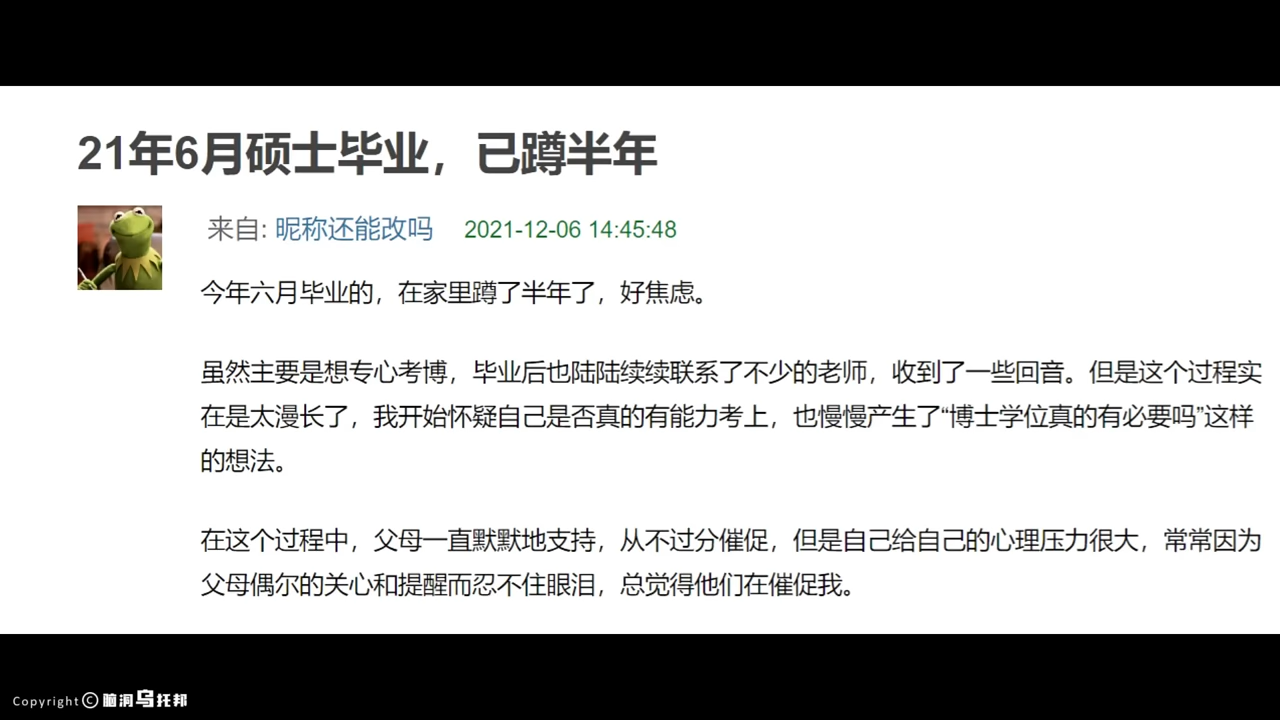 21年6月硕士毕业，已蹲半年
来自: 昵称还能改吗 2021-12-06 14:45:48
今年六月毕业的，在家里蹲了半年了，好焦虑。
虽然主要是想专心考博，毕业后也陆陆续续联系了不少的老师，收到了一些回音。但是这个过程实
在是太漫长了，我开始怀疑自己是否真的有能力考上，也慢慢产生了“博士学位真的有必要吗”这样
的想法。
在这个过程中，父母一直默默地支持，从不过分催促，但是自己给自己的心理压力很大，常常因为
父母偶尔的关心和提醒而忍不住眼泪，总觉得他们在催促我。
Copyright © 脑洞乌托邦